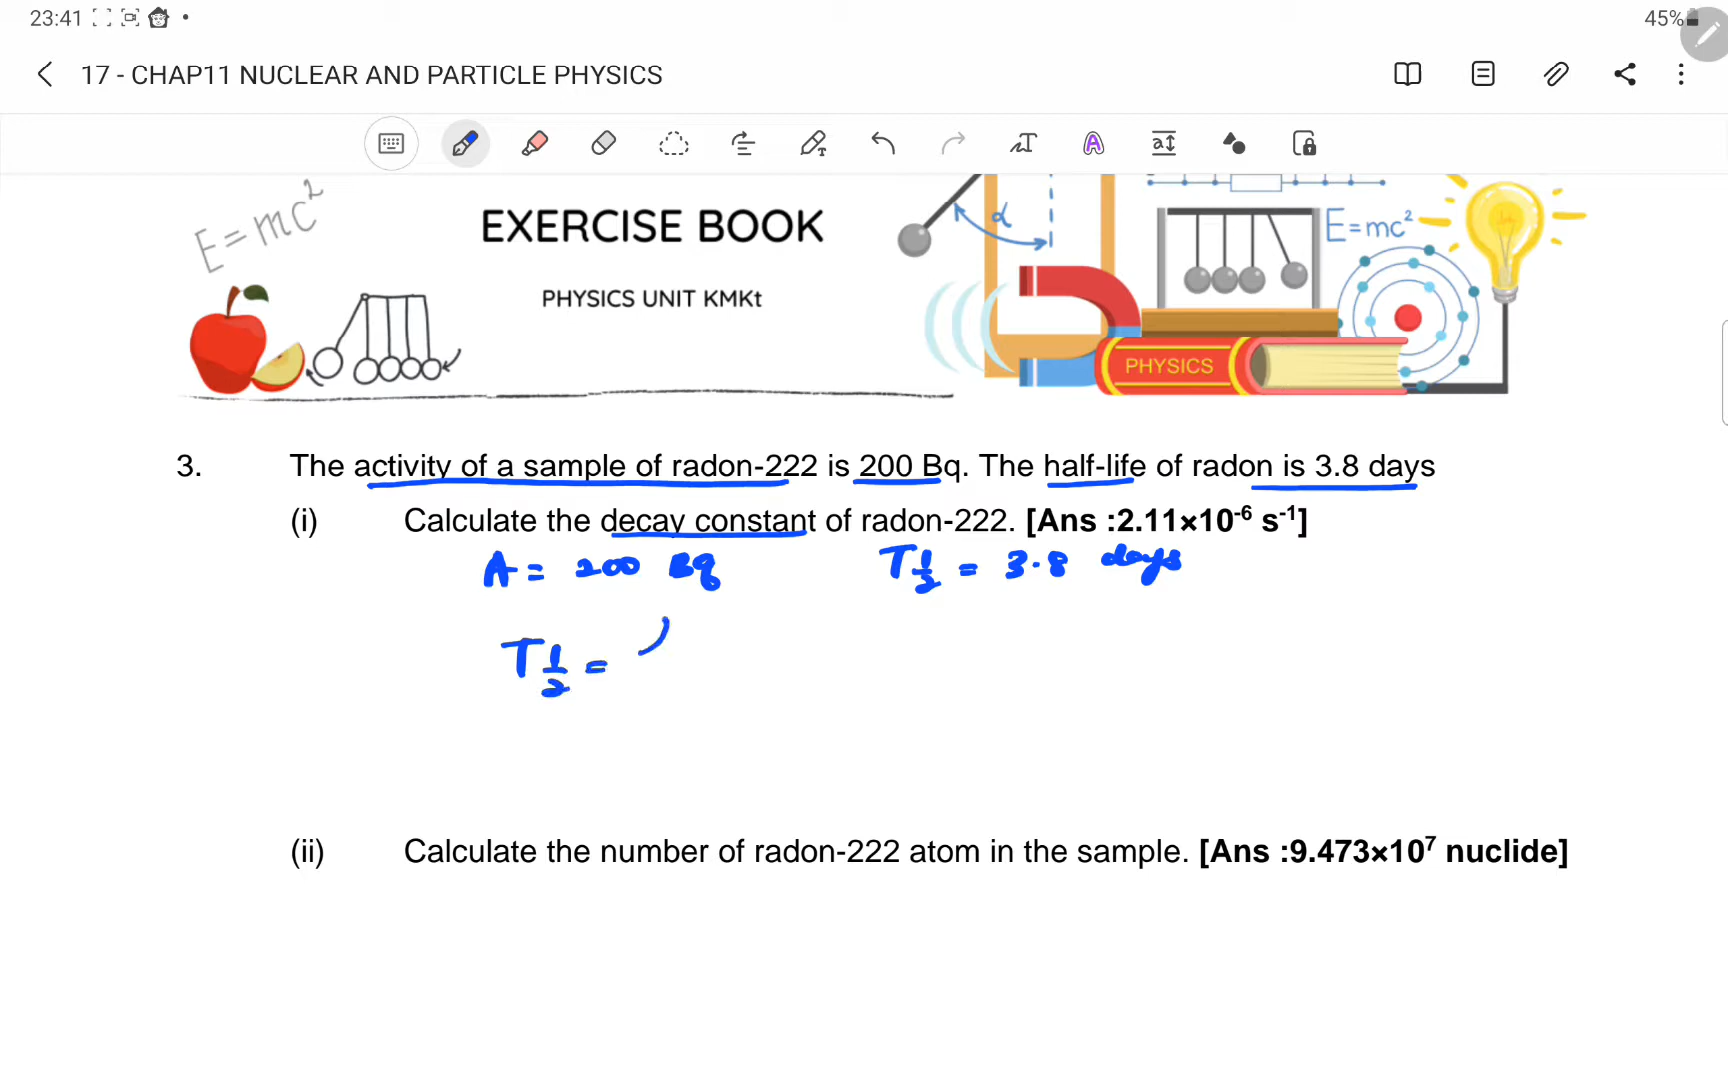 23:41
45%
17 - CHAP11 NUCLEAR AND PARTICLE PHYSICS
E=mc²
EXERCISE BOOK
PHYSICS UNIT KMKt
α
E=mc²
PHYSICS
3. The activity of a sample of radon-222 is 200 Bq. The half-life of radon is 3.8 days
(i) Calculate the decay constant of radon-222. [Ans :2.11×10⁻⁶ s⁻¹]
A = 200 Bq T½ = 3.8 days
T½ =
(ii) Calculate the number of radon-222 atom in the sample. [Ans :9.473×10⁷ nuclide]